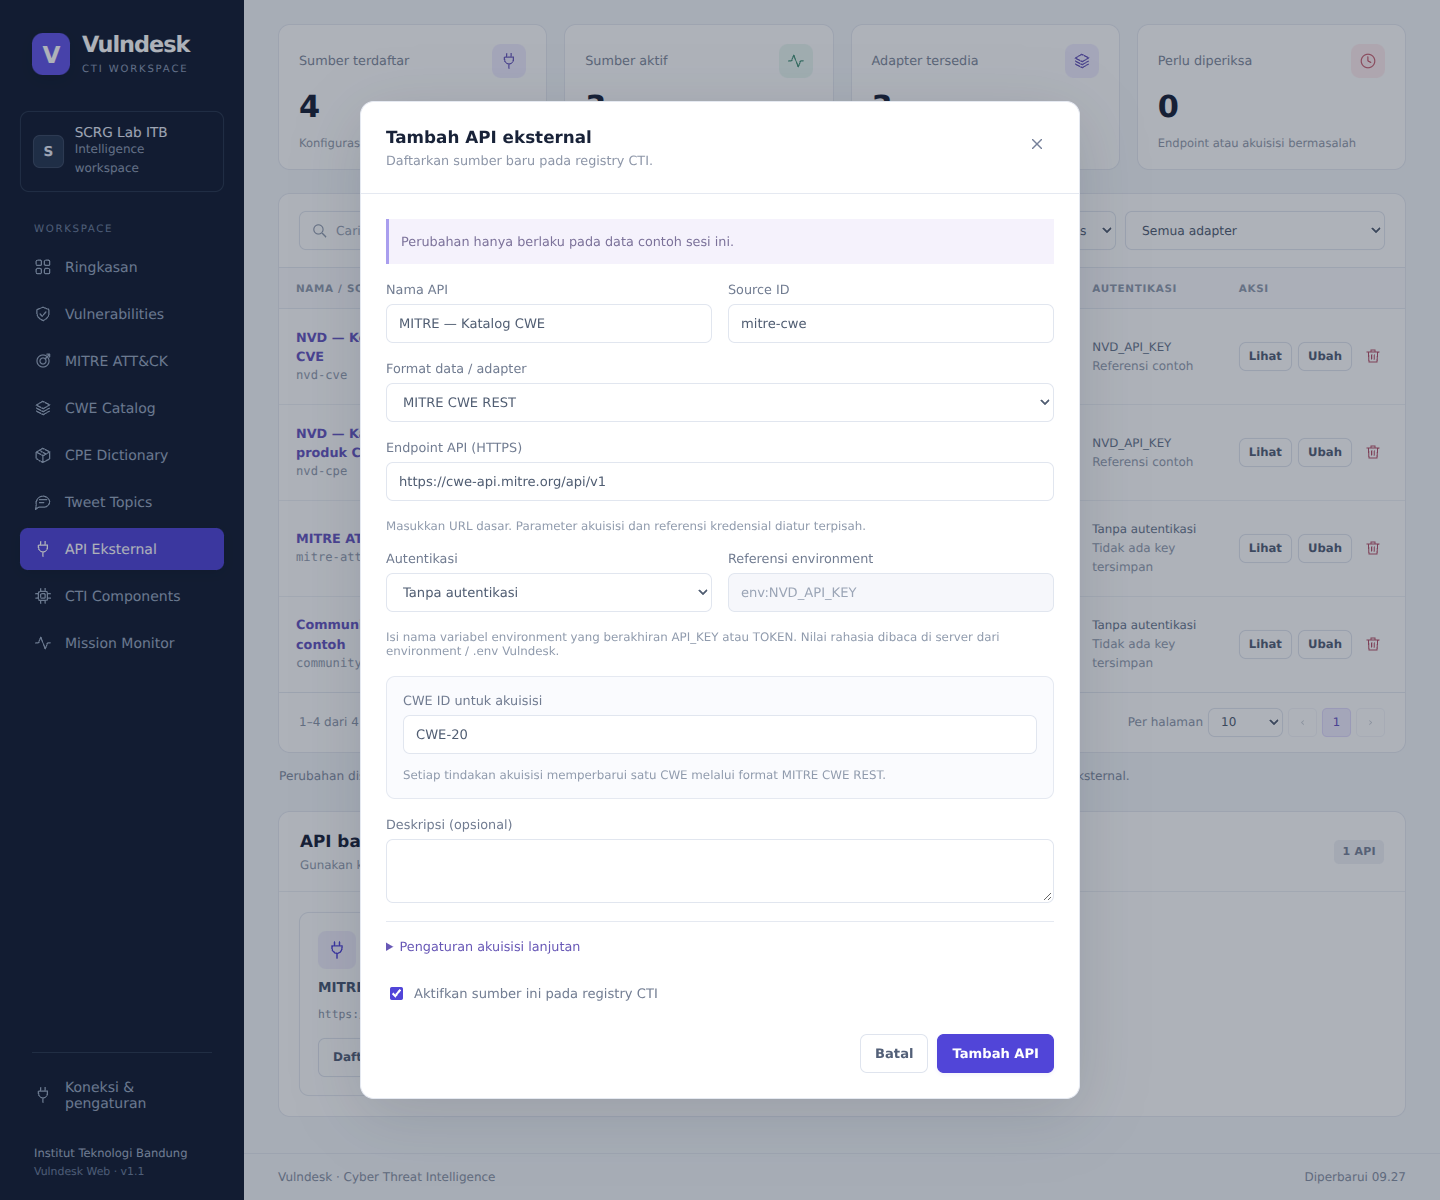 V
Vulndesk
CTI WORKSPACE
S
SCRG Lab ITB
Intelligence
workspace
WORKSPACE
Ringkasan
Vulnerabilities
MITRE ATT&CK
CWE Catalog
CPE Dictionary
Tweet Topics
API Eksternal
CTI Components
Mission Monitor
Koneksi &
pengaturan
Institut Teknologi Bandung
Vulndesk Web · v1.1
Sumber terdaftar
4
Sumber aktif
Adapter tersedia
Perlu diperiksa
0
Endpoint atau akuisisi bermasalah
Semua adapter
AUTENTIKASI
AKSI
NVD_API_KEY
Referensi contoh
Lihat
Ubah
nvd-cve
NVD_API_KEY
Referensi contoh
Lihat
Ubah
nvd-cpe
Tanpa autentikasi
Tidak ada key
tersimpan
Lihat
Ubah
contoh
Tanpa autentikasi
Tidak ada key
tersimpan
Lihat
Ubah
1–4 dari 4
Per halaman
10
‹
1
›
1 API
Tambah API eksternal
Daftarkan sumber baru pada registry CTI.
Perubahan hanya berlaku pada data contoh sesi ini.
Nama API
Source ID
MITRE — Katalog CWE
mitre-cwe
Format data / adapter
MITRE CWE REST
Endpoint API (HTTPS)
https://cwe-api.mitre.org/api/v1
Masukkan URL dasar. Parameter akuisisi dan referensi kredensial diatur terpisah.
Autentikasi
Referensi environment
Tanpa autentikasi
env:NVD_API_KEY
Isi nama variabel environment yang berakhiran API_KEY atau TOKEN. Nilai rahasia dibaca di server dari
environment / .env Vulndesk.
CWE ID untuk akuisisi
CWE-20
Setiap tindakan akuisisi memperbarui satu CWE melalui format MITRE CWE REST.
Deskripsi (opsional)
Pengaturan akuisisi lanjutan
Aktifkan sumber ini pada registry CTI
Batal
Tambah API
Vulndesk · Cyber Threat Intelligence
Diperbarui 09.27